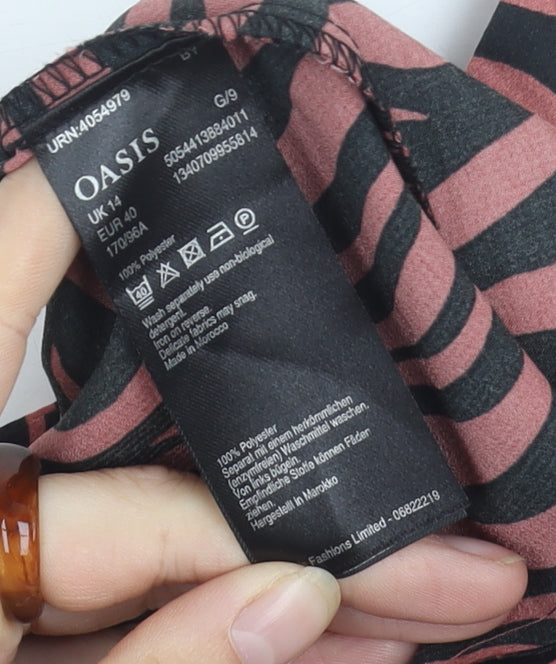 BY
URN:4054979
G/9
OASIS
5054413884011
1340709955814
UK 14
EUR 40
170/96A
100% Polyester
40
P
Wash separately use non-biological
detergent.
Iron on reverse.
Delicate fabrics may snag.
Made in Morocco
100% Polyester
Separat mit einem herkömmlichen
(enzymfreien) Waschmittel waschen.
Von links bügeln.
Empfindliche Stoffe können Fäden
ziehen.
Hergestellt in Marokko
Fashions Limited - 06822219